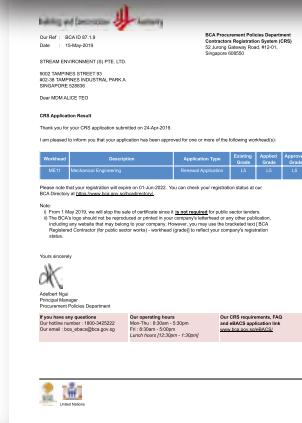 Building and Construction Authority
Our Ref : BCA ID 87.1.9
Date : 15-May-2019
BCA Procurement Policies Department
Contractors Registration System (CRS)
52 Jurong Gateway Road, #12-01,
Singapore 608550
STREAM ENVIRONMENT (S) PTE. LTD.
9002 TAMPINES STREET 93
#02-36 TAMPINES INDUSTRIAL PARK A
SINGAPORE 528836
Dear MDM ALICE TEO
CRS Application Result
Thank you for your CRS application submitted on 24-Apr-2019.
I am pleased to inform you that your application has been approved for one or more of the following workhead(s):
Workhead Description Application Type Existing Grade Applied Grade Approved Grade
ME11 Mechanical Engineering Renewal Application L5 L5 L5
Please note that your registration will expire on 01-Jun-2022. You can check your registration status at our
BCA Directory at https://www.bca.gov.sg/bcadirectory/.
Note:
i) From 1 May 2019, we will stop the sale of certificate since it is not required for public sector tenders.
ii) The BCA's logo should not be reproduced or printed in your company's letterhead or any other publication,
including any website that may belong to your company. However, you may use the bracketed text [ BCA
Registered Contractor (for public sector works) - workhead (grade)] to reflect your company's registration
status.
Yours sincerely
Adelbert Ngui
Principal Manager
Procurement Policies Department
If you have any questions
Our hotline number : 1800-3425222
Our email : bca_ebacs@bca.gov.sg
Our operating hours
Mon-Thu : 8:30am - 5:30pm
Fri : 8:30am - 5:00pm
Lunch hours [12:30pm - 1:30pm]
Our CRS requirements, FAQ
and eBACS application link
www.bca.gov.sg/eBACS/
United Nations